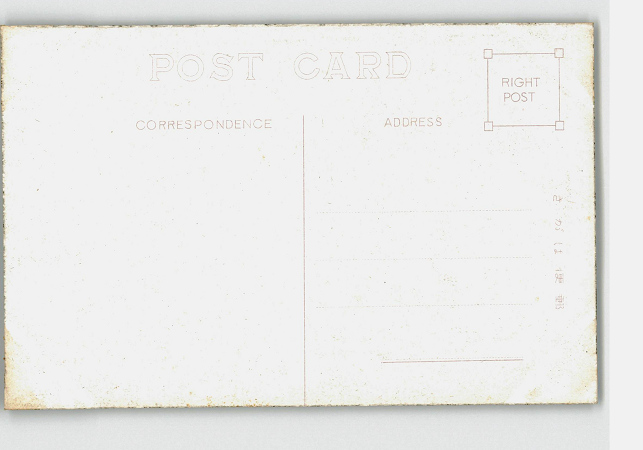 POST CARD
RIGHT
POST
CORRESPONDENCE
ADDRESS